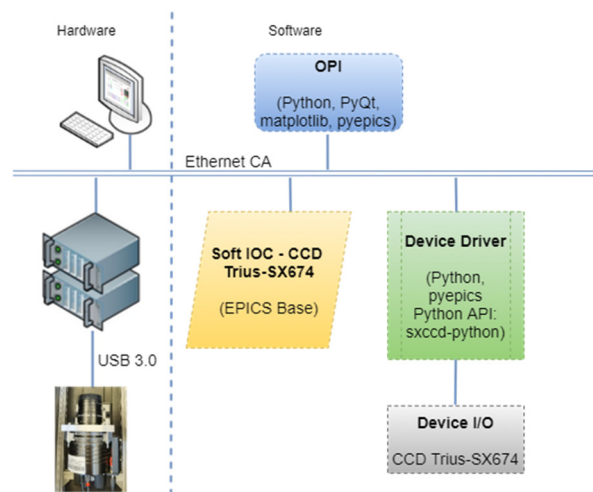 Hardware
Software
OPI
(Python, PyQt,
matplotlib, pyepics)
Ethernet CA
Soft IOC - CCD
Trius-SX674
(EPICS Base)
Device Driver
(Python,
pyepics
Python API:
sxccd-python)
USB 3.0
Device I/O
CCD Trius-SX674